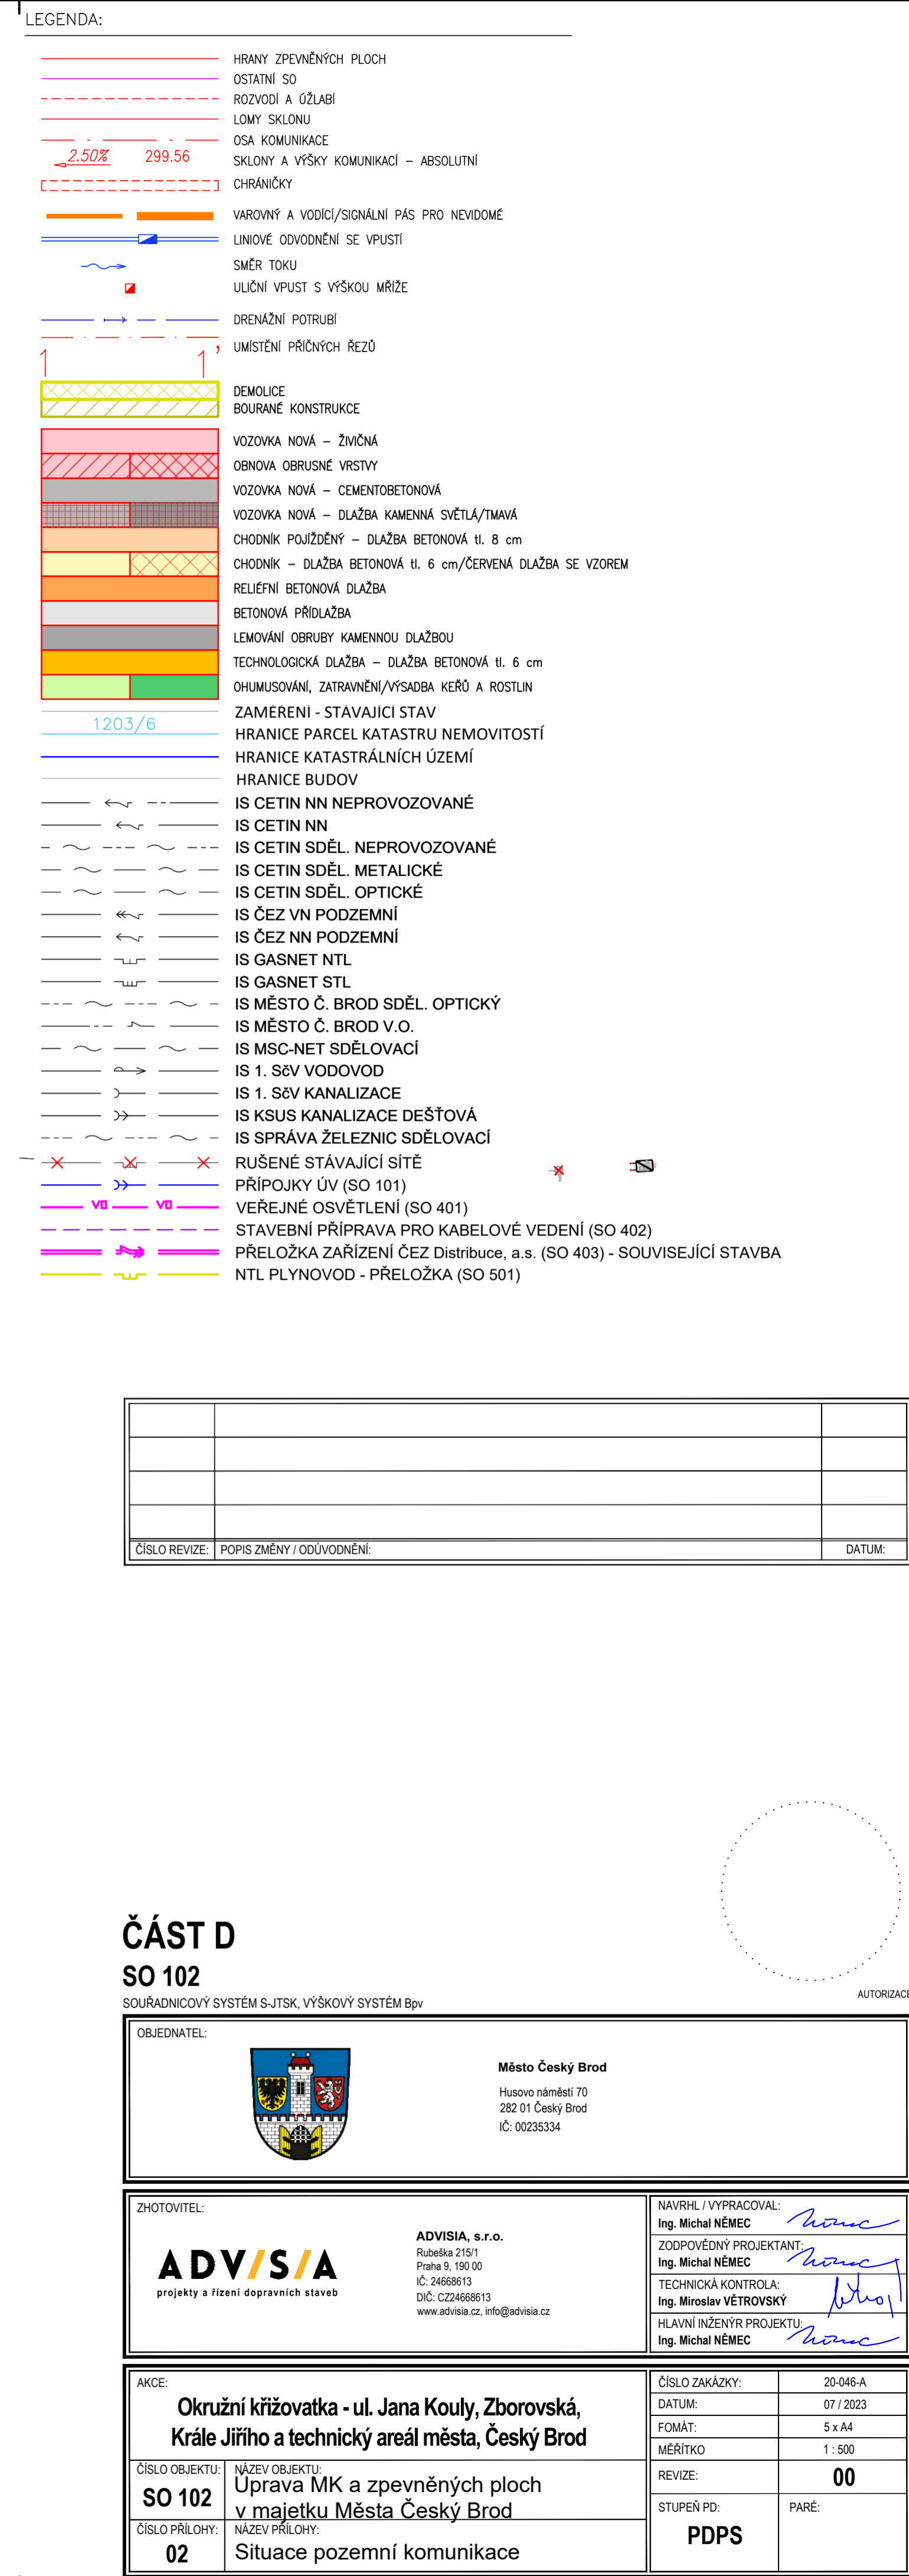 LEGENDA:
HRANY ZPEVNĚNÝCH PLOCH
OSTATNÍ SO
ROZVODÍ A ÚŽLABÍ
LOMY SKLONU
OSA KOMUNIKACE
2.50% 299.56 SKLONY A VÝŠKY KOMUNIKACÍ – ABSOLUTNÍ
CHRÁNIČKY
VAROVNÝ A VODÍCÍ/SIGNÁLNÍ PÁS PRO NEVIDOMÉ
LINIOVÉ ODVODNĚNÍ SE VPUSTÍ
SMĚR TOKU
ULIČNÍ VPUST S VÝŠKOU MŘÍŽE
DRENÁŽNÍ POTRUBÍ
1 1' UMÍSTĚNÍ PŘÍČNÝCH ŘEZŮ
DEMOLICE
BOURANÉ KONSTRUKCE
VOZOVKA NOVÁ – ŽIVIČNÁ
OBNOVA OBRUSNÉ VRSTVY
VOZOVKA NOVÁ – CEMENTOBETONOVÁ
VOZOVKA NOVÁ – DLAŽBA KAMENNÁ SVĚTLÁ/TMAVÁ
CHODNÍK POJÍŽDĚNÝ – DLAŽBA BETONOVÁ tl. 8 cm
CHODNÍK – DLAŽBA BETONOVÁ tl. 6 cm/ČERVENÁ DLAŽBA SE VZOREM
RELIÉFNÍ BETONOVÁ DLAŽBA
BETONOVÁ PŘÍDLAŽBA
LEMOVÁNÍ OBRUBY KAMENNOU DLAŽBOU
TECHNOLOGICKÁ DLAŽBA – DLAŽBA BETONOVÁ tl. 6 cm
OHUMUSOVÁNÍ, ZATRAVNĚNÍ/VÝSADBA KEŘŮ A ROSTLIN
ZAMĚŘENÍ - STÁVAJÍCÍ STAV
1203/6 HRANICE PARCEL KATASTRU NEMOVITOSTÍ
HRANICE KATASTRÁLNÍCH ÚZEMÍ
HRANICE BUDOV
IS CETIN NN NEPROVOZOVANÉ
IS CETIN NN
IS CETIN SDĚL. NEPROVOZOVANÉ
IS CETIN SDĚL. METALICKÉ
IS CETIN SDĚL. OPTICKÉ
IS ČEZ VN PODZEMNÍ
IS ČEZ NN PODZEMNÍ
IS GASNET NTL
IS GASNET STL
IS MĚSTO Č. BROD SDĚL. OPTICKÝ
IS MĚSTO Č. BROD V.O.
IS MSC-NET SDĚLOVACÍ
IS 1. SčV VODOVOD
IS 1. SčV KANALIZACE
IS KSUS KANALIZACE DEŠŤOVÁ
IS SPRÁVA ŽELEZNIC SDĚLOVACÍ
RUŠENÉ STÁVAJÍCÍ SÍTĚ
PŘÍPOJKY ÚV (SO 101)
VO VO VEŘEJNÉ OSVĚTLENÍ (SO 401)
STAVEBNÍ PŘÍPRAVA PRO KABELOVÉ VEDENÍ (SO 402)
PŘELOŽKA ZAŘÍZENÍ ČEZ Distribuce, a.s. (SO 403) - SOUVISEJÍCÍ STAVBA
NTL PLYNOVOD - PŘELOŽKA (SO 501)
ČÍSLO REVIZE: POPIS ZMĚNY / ODŮVODNĚNÍ: DATUM:
ČÁST D
SO 102
SOUŘADNICOVÝ SYSTÉM S-JTSK, VÝŠKOVÝ SYSTÉM Bpv
AUTORIZACE
OBJEDNATEL:
Město Český Brod
Husovo náměstí 70
282 01 Český Brod
IČ: 00235334
ZHOTOVITEL:
ADVISIA
projekty a řízení dopravních staveb
ADVISIA, s.r.o.
Rubeška 215/1
Praha 9, 190 00
IČ: 24668613
DIČ: CZ24668613
www.advisia.cz, info@advisia.cz
NAVRHL / VYPRACOVAL:
Ing. Michal NĚMEC
ZODPOVĚDNÝ PROJEKTANT:
Ing. Michal NĚMEC
TECHNICKÁ KONTROLA:
Ing. Miroslav VĚTROVSKÝ
HLAVNÍ INŽENÝR PROJEKTU:
Ing. Michal NĚMEC
AKCE:
Okružní křižovatka - ul. Jana Kouly, Zborovská,
Krále Jiřího a technický areál města, Český Brod
ČÍSLO OBJEKTU:
SO 102
NÁZEV OBJEKTU:
Úprava MK a zpevněných ploch
v majetku Města Český Brod
ČÍSLO PŘÍLOHY:
02
NÁZEV PŘÍLOHY:
Situace pozemní komunikace
ČÍSLO ZAKÁZKY: 20-046-A
DATUM: 07 / 2023
FOMÁT: 5 x A4
MĚŘÍTKO 1 : 500
REVIZE: 00
STUPEŇ PD:
PDPS
PARÉ: